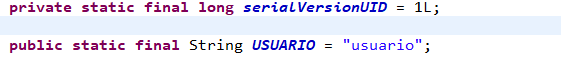 private static final long serialVersionUID = 1L;
public static final String USUARIO = "usuario";